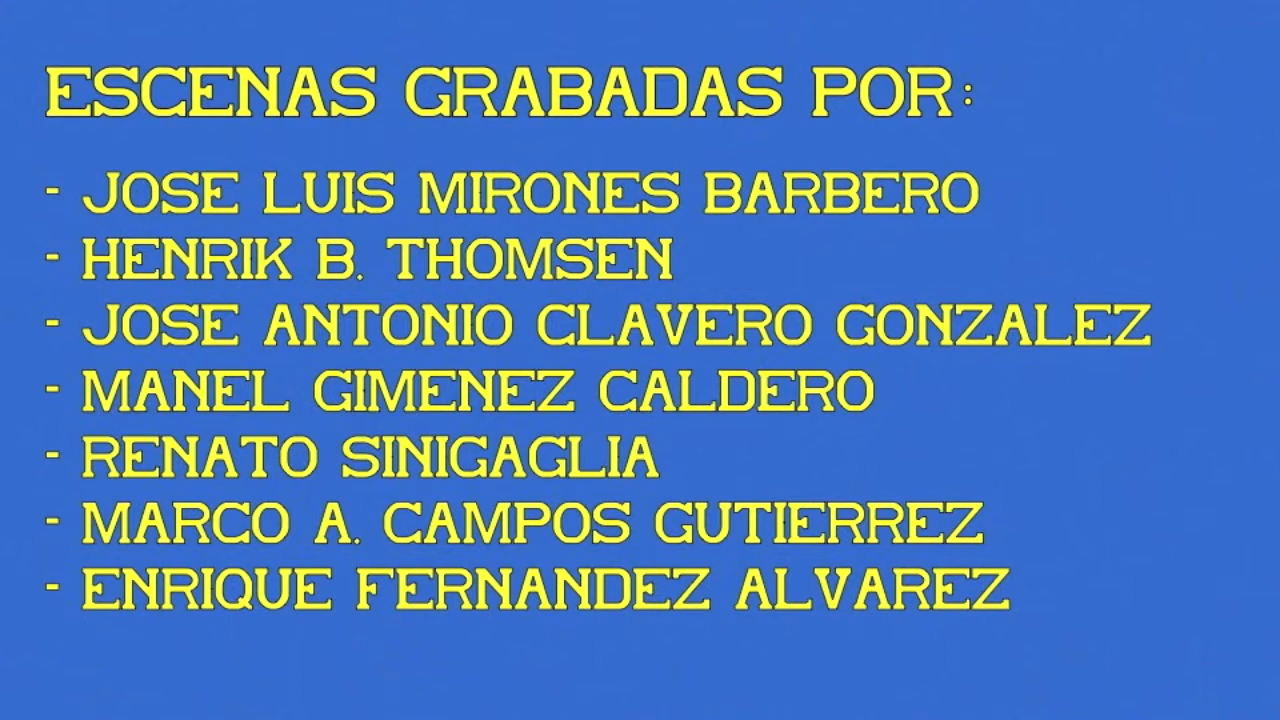 ESCENAS GRABADAS POR:
- JOSE LUIS MIRONES BARBERO
- HENRIK B. THOMSEN
- JOSE ANTONIO CLAVERO GONZALEZ
- MANEL GIMENEZ CALDERO
- RENATO SINIGAGLIA
- MARCO A. CAMPOS GUTIERREZ
- ENRIQUE FERNANDEZ ALVAREZ